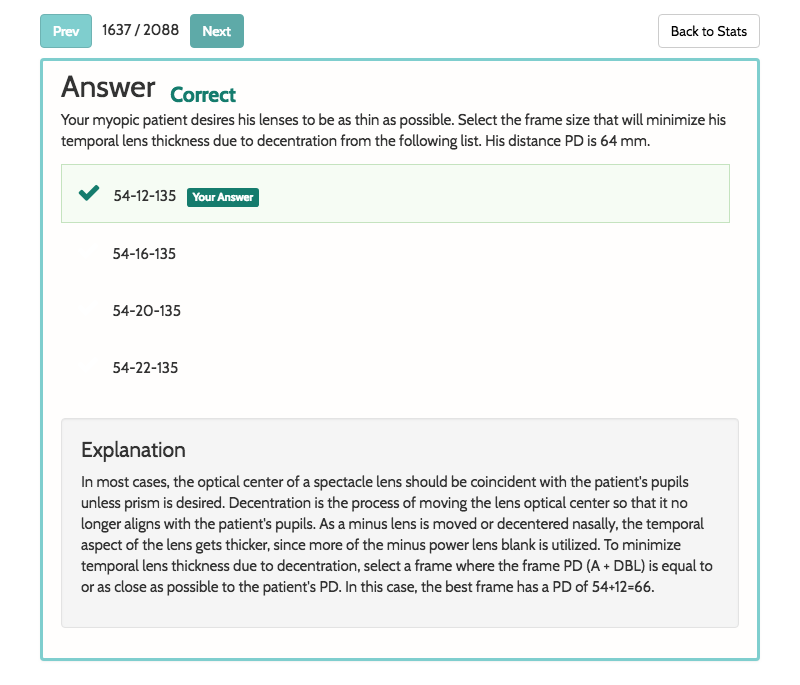 Prev 1637 / 2088 Next Back to Stats
Answer Correct
Your myopic patient desires his lenses to be as thin as possible. Select the frame size that will minimize his
temporal lens thickness due to decentration from the following list. His distance PD is 64 mm.
54-12-135 Your Answer
54-16-135
54-20-135
54-22-135
Explanation
In most cases, the optical center of a spectacle lens should be coincident with the patient's pupils
unless prism is desired. Decentration is the process of moving the lens optical center so that it no
longer aligns with the patient's pupils. As a minus lens is moved or decentered nasally, the temporal
aspect of the lens gets thicker, since more of the minus power lens blank is utilized. To minimize
temporal lens thickness due to decentration, select a frame where the frame PD (A + DBL) is equal to
or as close as possible to the patient's PD. In this case, the best frame has a PD of 54+12=66.